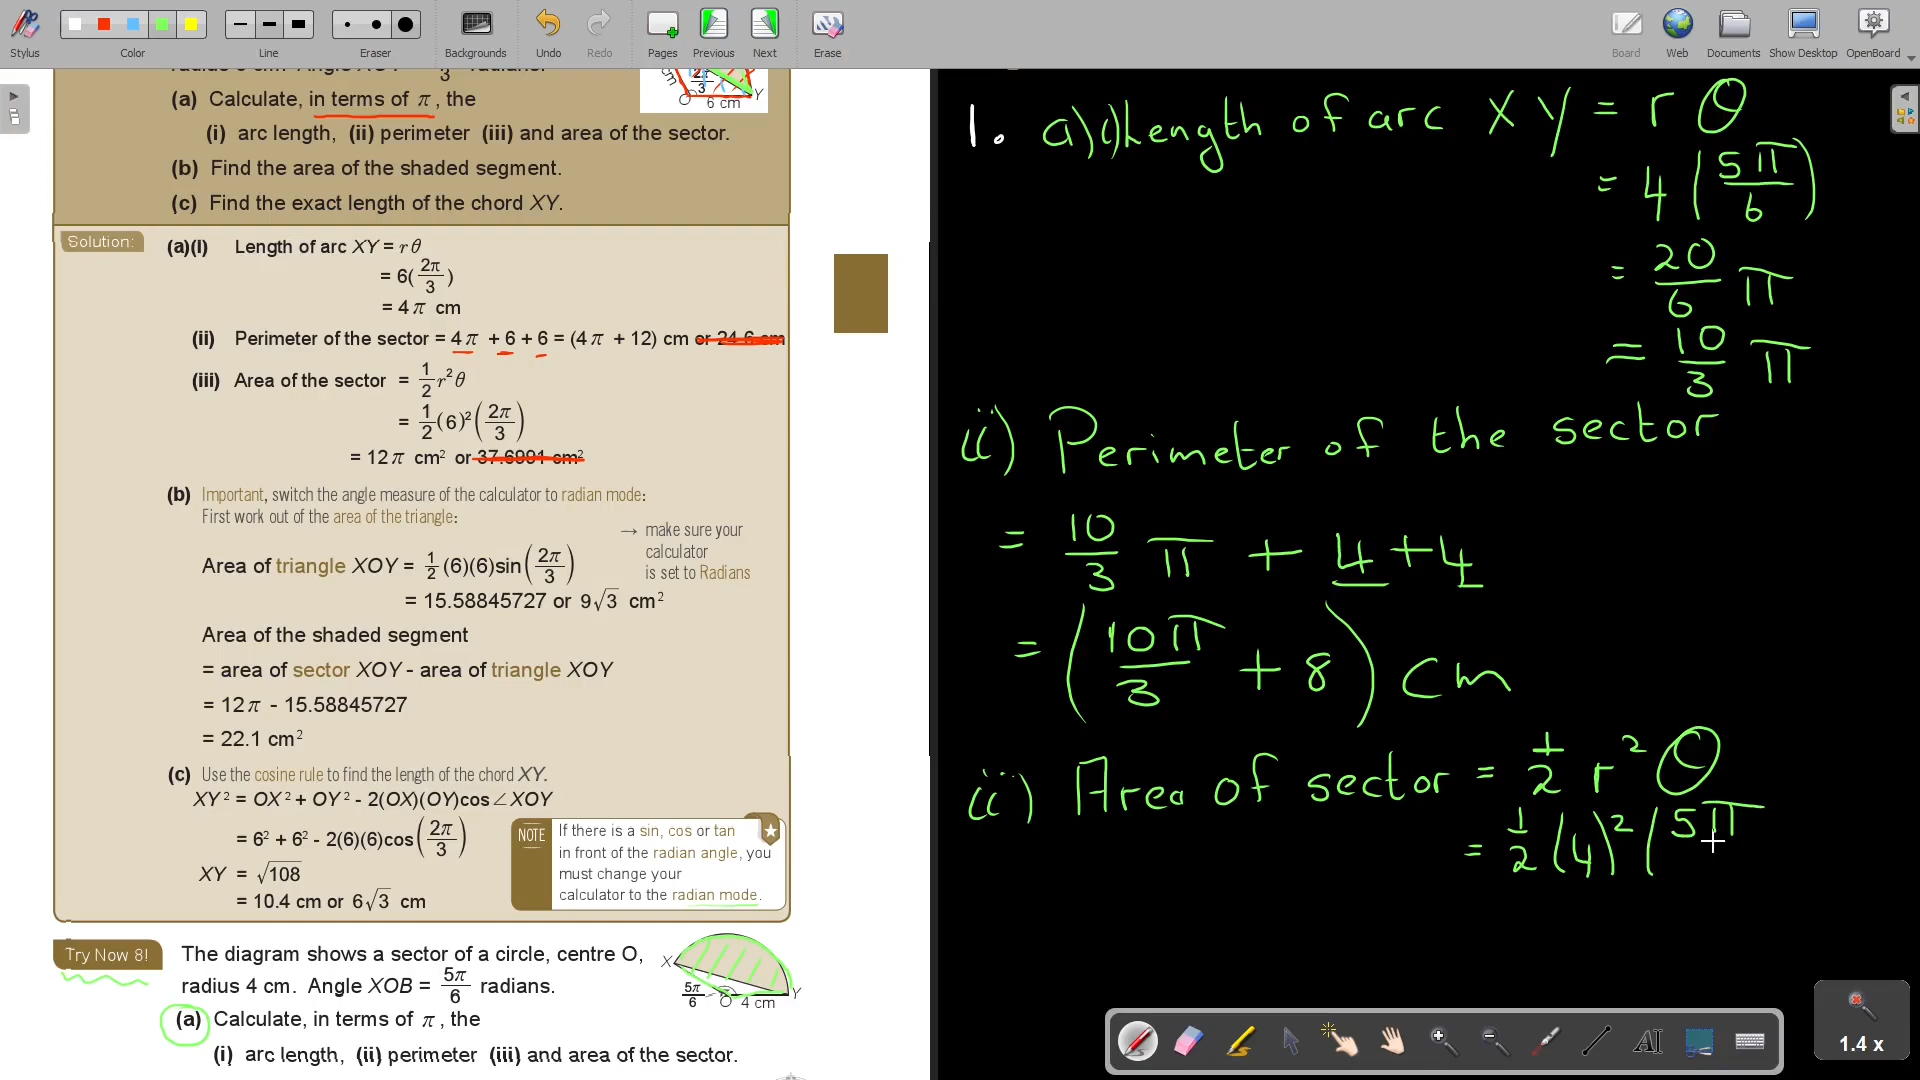 Stylus Color Line Eraser Backgrounds Undo Redo Pages Previous Next Erase Board Web Documents Show Desktop OpenBoard
(a) Calculate, in terms of π, the
(i) arc length, (ii) perimeter (iii) and area of the sector.
(b) Find the area of the shaded segment.
(c) Find the exact length of the chord XY.
2π/3
O 6 cm Y
cm
Solution:
(a)(I) Length of arc XY = rθ
= 6(2π/3)
= 4π cm
(ii) Perimeter of the sector = 4π + 6 + 6 = (4π + 12) cm or 24.6 cm
(iii) Area of the sector = 1/2 r²θ
= 1/2 (6)² (2π/3)
= 12π cm² or 37.6991 cm²
(b) Important, switch the angle measure of the calculator to radian mode:
First work out of the area of the triangle:
→ make sure your
calculator
is set to Radians
Area of triangle XOY = 1/2 (6)(6)sin(2π/3)
= 15.58845727 or 9√3 cm²
Area of the shaded segment
= area of sector XOY - area of triangle XOY
= 12π - 15.58845727
= 22.1 cm²
(c) Use the cosine rule to find the length of the chord XY.
XY² = OX² + OY² - 2(OX)(OY)cos∠XOY
= 6² + 6² - 2(6)(6)cos(2π/3)
XY = √108
= 10.4 cm or 6√3 cm
NOTE
If there is a sin, cos or tan
in front of the radian angle, you
must change your
calculator to the radian mode.
Try Now 8!
The diagram shows a sector of a circle, centre O,
radius 4 cm. Angle XOB = 5π/6 radians.
(a) Calculate, in terms of π, the
(i) arc length, (ii) perimeter (iii) and area of the sector.
X
5π/6
O 4 cm Y
1. a)(i) Length of arc XY = rθ
= 4 (5π/6)
= 20/6 π
= 10/3 π
ii) Perimeter of the sector
= 10/3 π + 4 + 4
= (10π/3 + 8) cm
iii) Area of sector = 1/2 r² θ
= 1/2 (4)² (5π
1.4 x